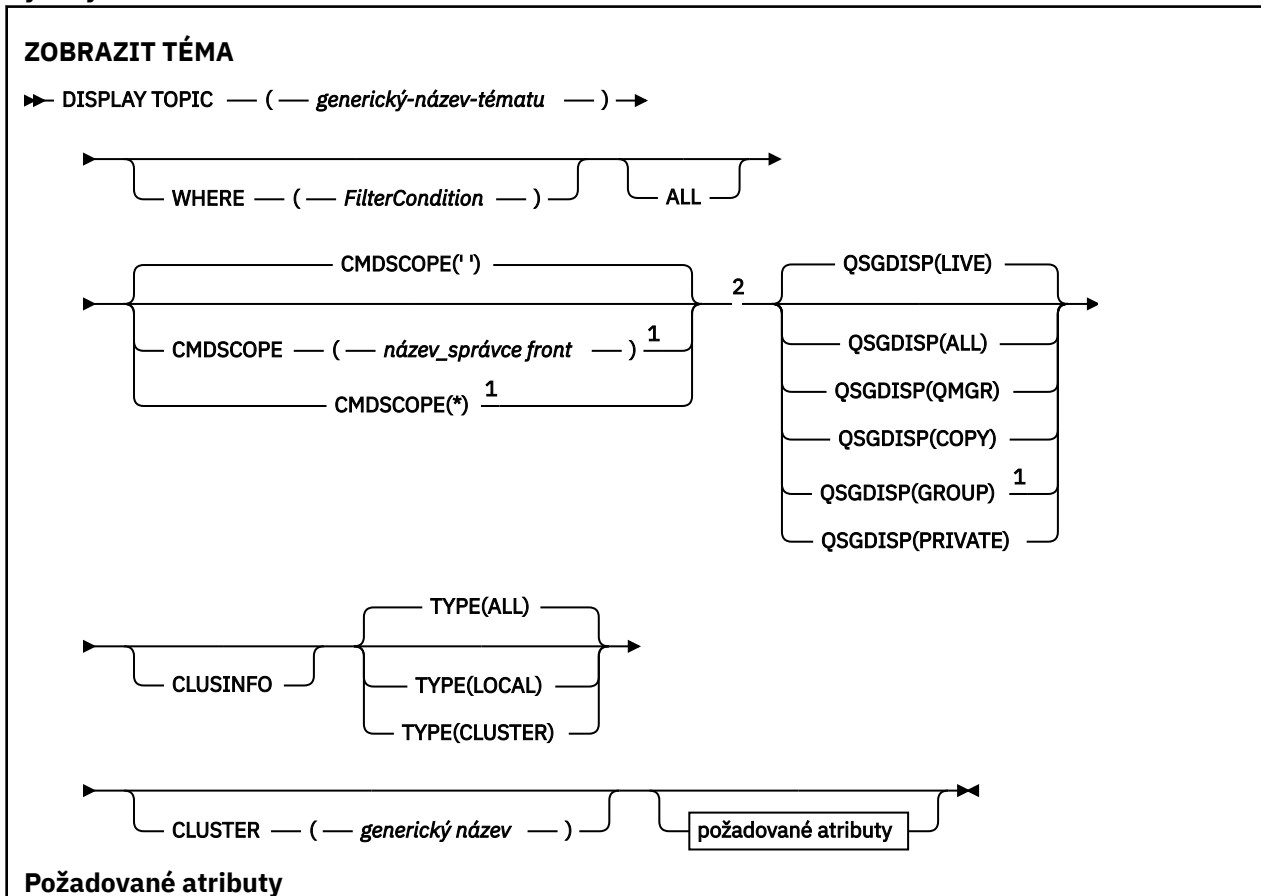 ZOBRAZIT TÉMA
DISPLAY TOPIC ( generický-název-tématu )
WHERE ( FilterCondition ) ALL
CMDSCOPE(' ') QSGDISP(LIVE)
2
CMDSCOPE ( název_správce front ) 1 QSGDISP(ALL)
QSGDISP(QMGR)
CMDSCOPE(*) 1
QSGDISP(COPY)
QSGDISP(GROUP) 1
QSGDISP(PRIVATE)
TYPE(ALL)
CLUSINFO TYPE(LOCAL)
TYPE(CLUSTER)
CLUSTER ( generický název ) požadované atributy
Požadované atributy